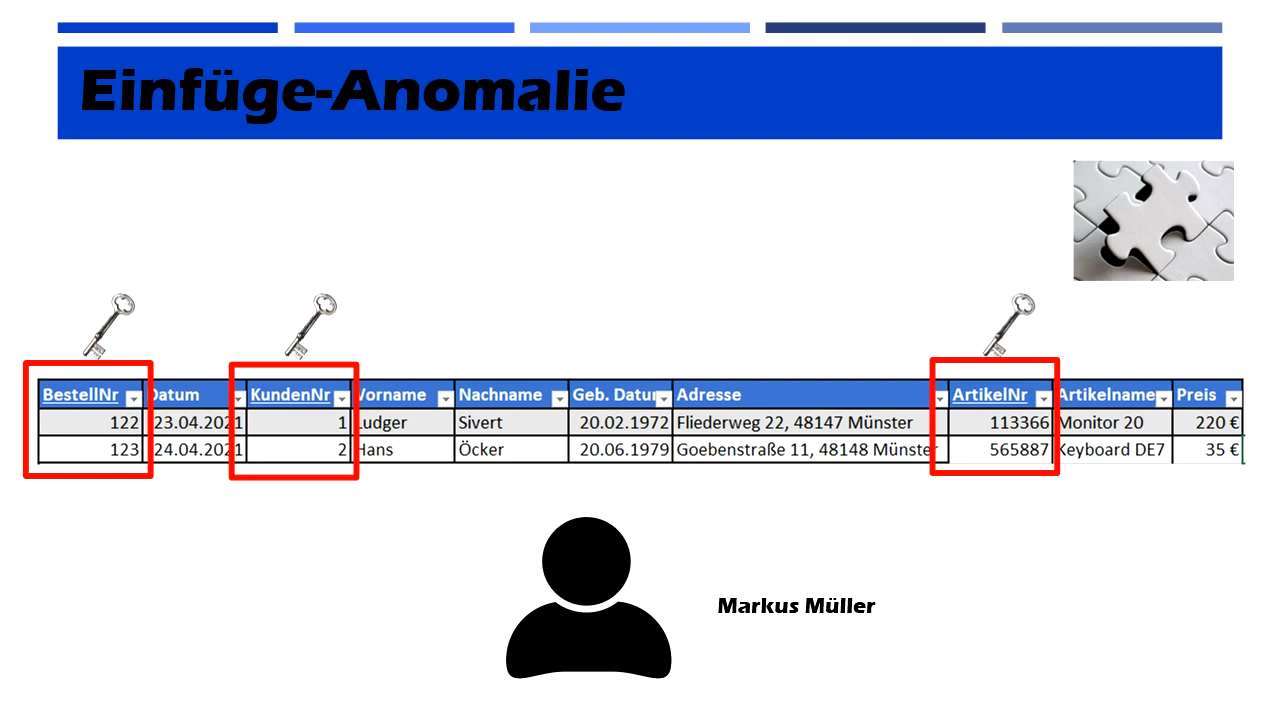 Einfüge-Anomalie
BestellNr Datum KundenNr Vorname Nachname Geb. Datum Adresse ArtikelNr Artikelname Preis
122 23.04.2021 1 Ludger Sivert 20.02.1972 Fliederweg 22, 48147 Münster 113366 Monitor 20 220 €
123 24.04.2021 2 Hans Öcker 20.06.1979 Goebenstraße 11, 48148 Münster 565887 Keyboard DE7 35 €
Markus Müller